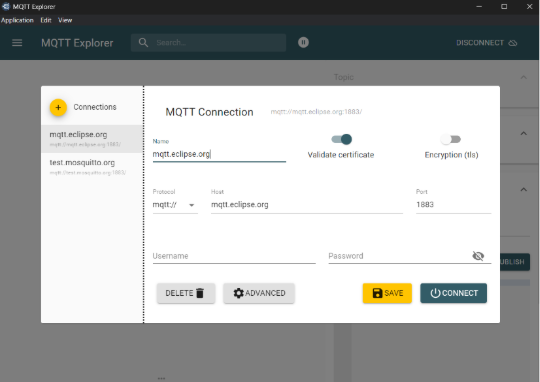 MQTT Explorer
Application Edit View
MQTT Explorer
Search...
DISCONNECT
Topic
Connections
mqtt.eclipse.org
mqtt://mqtt.eclipse.org:1883/
test.mosquitto.org
mqtt://test.mosquitto.org:1883/
MQTT Connection mqtt://mqtt.eclipse.org:1883/
Name
mqtt.eclipse.org
Validate certificate
Encryption (tls)
Protocol Host Port
mqtt:// mqtt.eclipse.org 1883
Username Password
UBLISH
DELETE ADVANCED SAVE CONNECT